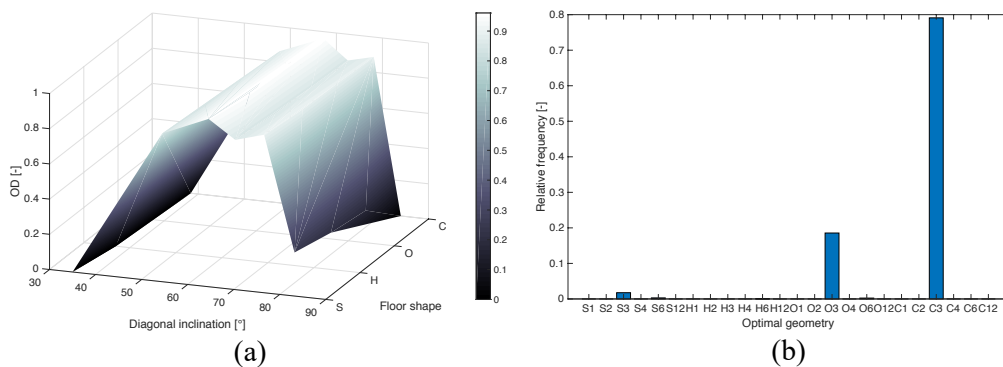 1
0.8
0.6
0.4
0.2
0
OD [-]
30
40
50
60
70
80
90
Diagonal inclination [°]
S
H
O
C
Floor shape
0.9
0.8
0.7
0.6
0.5
0.4
0.3
0.2
0.1
0
(a)
0.8
0.7
0.6
0.5
0.4
0.3
0.2
0.1
0
Relative frequency [-]
S1 S2 S3 S4 S6 S12 H1 H2 H3 H4 H6 H12 O1 O2 O3 O4 O6 O12 C1 C2 C3 C4 C6 C12
Optimal geometry
(b)